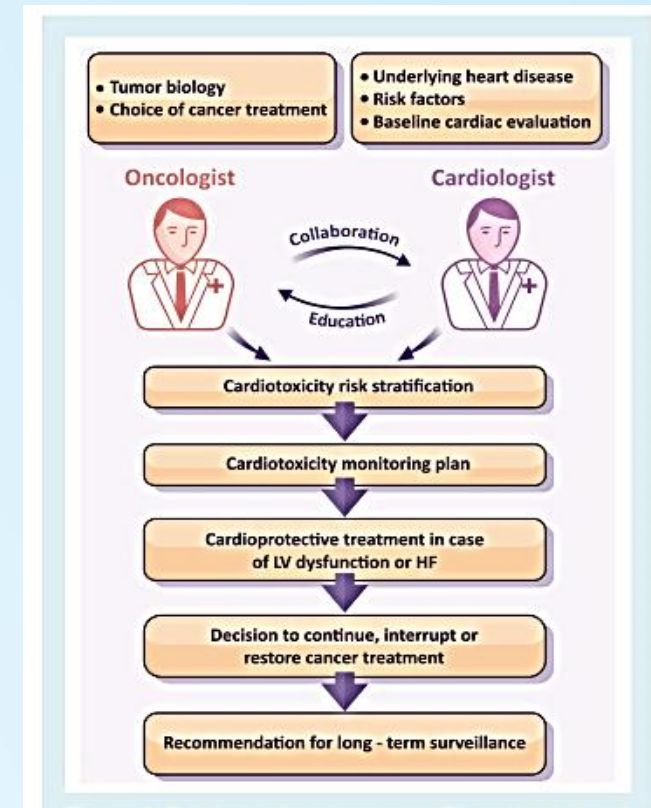 • Tumor biology
• Choice of cancer treatment
• Underlying heart disease
• Risk factors
• Baseline cardiac evaluation
Oncologist
Cardiologist
Collaboration
Education
Cardiotoxicity risk stratification
Cardiotoxicity monitoring plan
Cardioprotective treatment in case
of LV dysfunction or HF
Decision to continue, interrupt or
restore cancer treatment
Recommendation for long - term surveillance